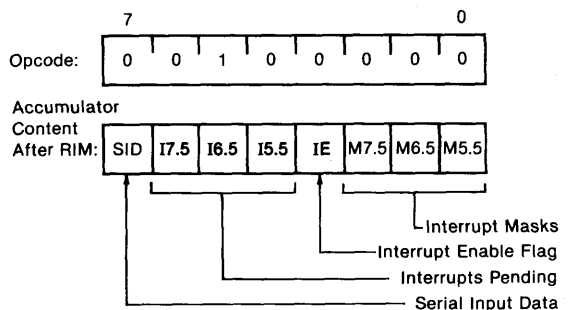 7 0
Opcode: 0 0 1 0 0 0 0 0
Accumulator
Content
After RIM: SID I7.5 I6.5 I5.5 IE M7.5 M6.5 M5.5
Interrupt Masks
Interrupt Enable Flag
Interrupts Pending
Serial Input Data